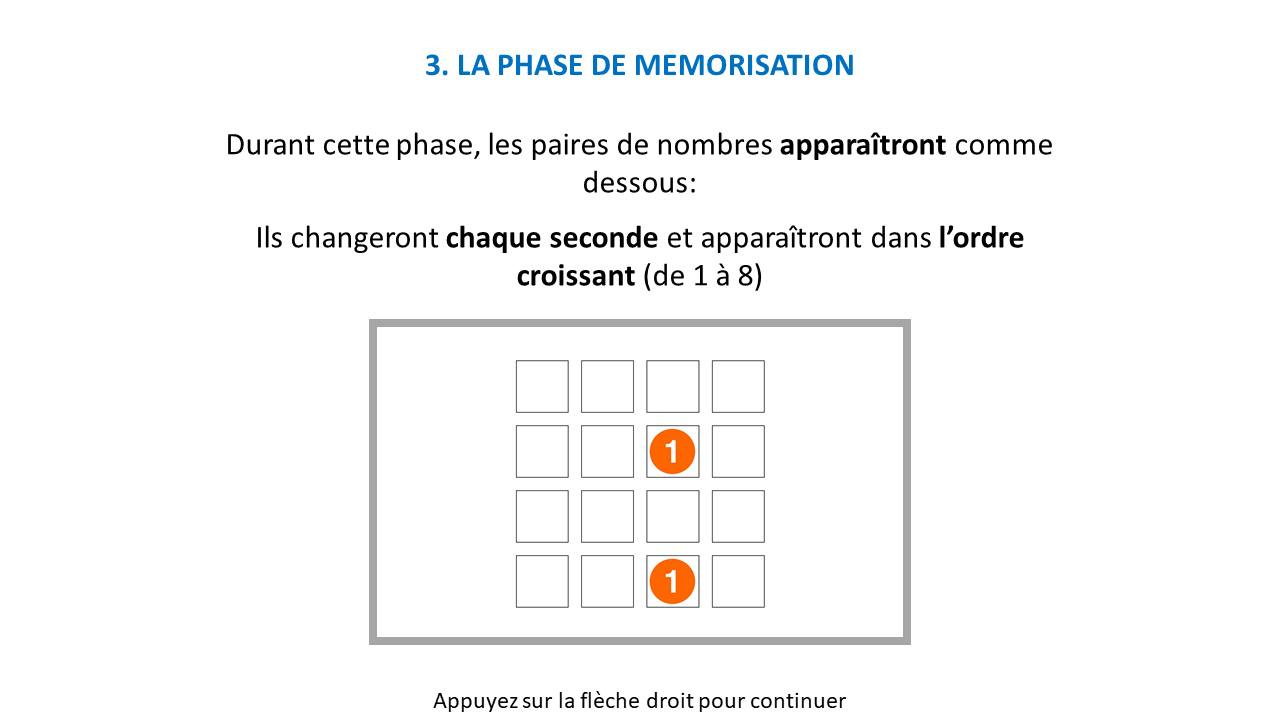 3. LA PHASE DE MEMORISATION
Durant cette phase, les paires de nombres apparaîtront comme
dessous:
Ils changeront chaque seconde et apparaîtront dans l’ordre
croissant (de 1 à 8)
1
1
Appuyez sur la flèche droit pour continuer